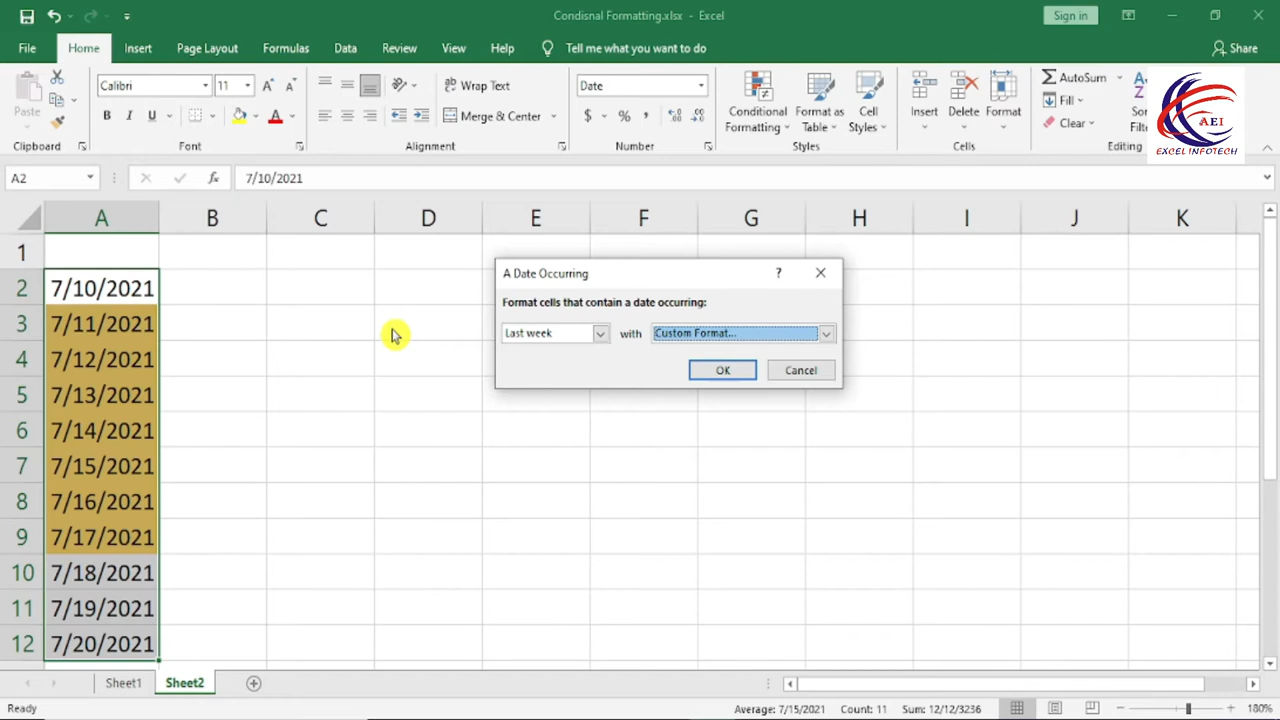 Condisnal Formatting.xlsx - Excel
Sign in
File Home Insert Page Layout Formulas Data Review View Help Tell me what you want to do Share
Paste
Calibri 11
B I U A
Wrap Text
Merge & Center
Date
$ % ,
Conditional Formatting
Format as Table
Cell Styles
Insert
Delete
Format
AutoSum
Fill
Clear
Clipboard Font Alignment Number Styles Cells Editing
AEI
EXCEL INFOTECH
A2 fx 7/10/2021
A B C D E F G H I J K
1
2 7/10/2021
3 7/11/2021
4 7/12/2021
5 7/13/2021
6 7/14/2021
7 7/15/2021
8 7/16/2021
9 7/17/2021
10 7/18/2021
11 7/19/2021
12 7/20/2021
A Date Occurring ?
Format cells that contain a date occurring:
Last week with Custom Format...
OK Cancel
Sheet1 Sheet2
Ready Average: 7/15/2021 Count: 11 Sum: 12/12/3236 180%